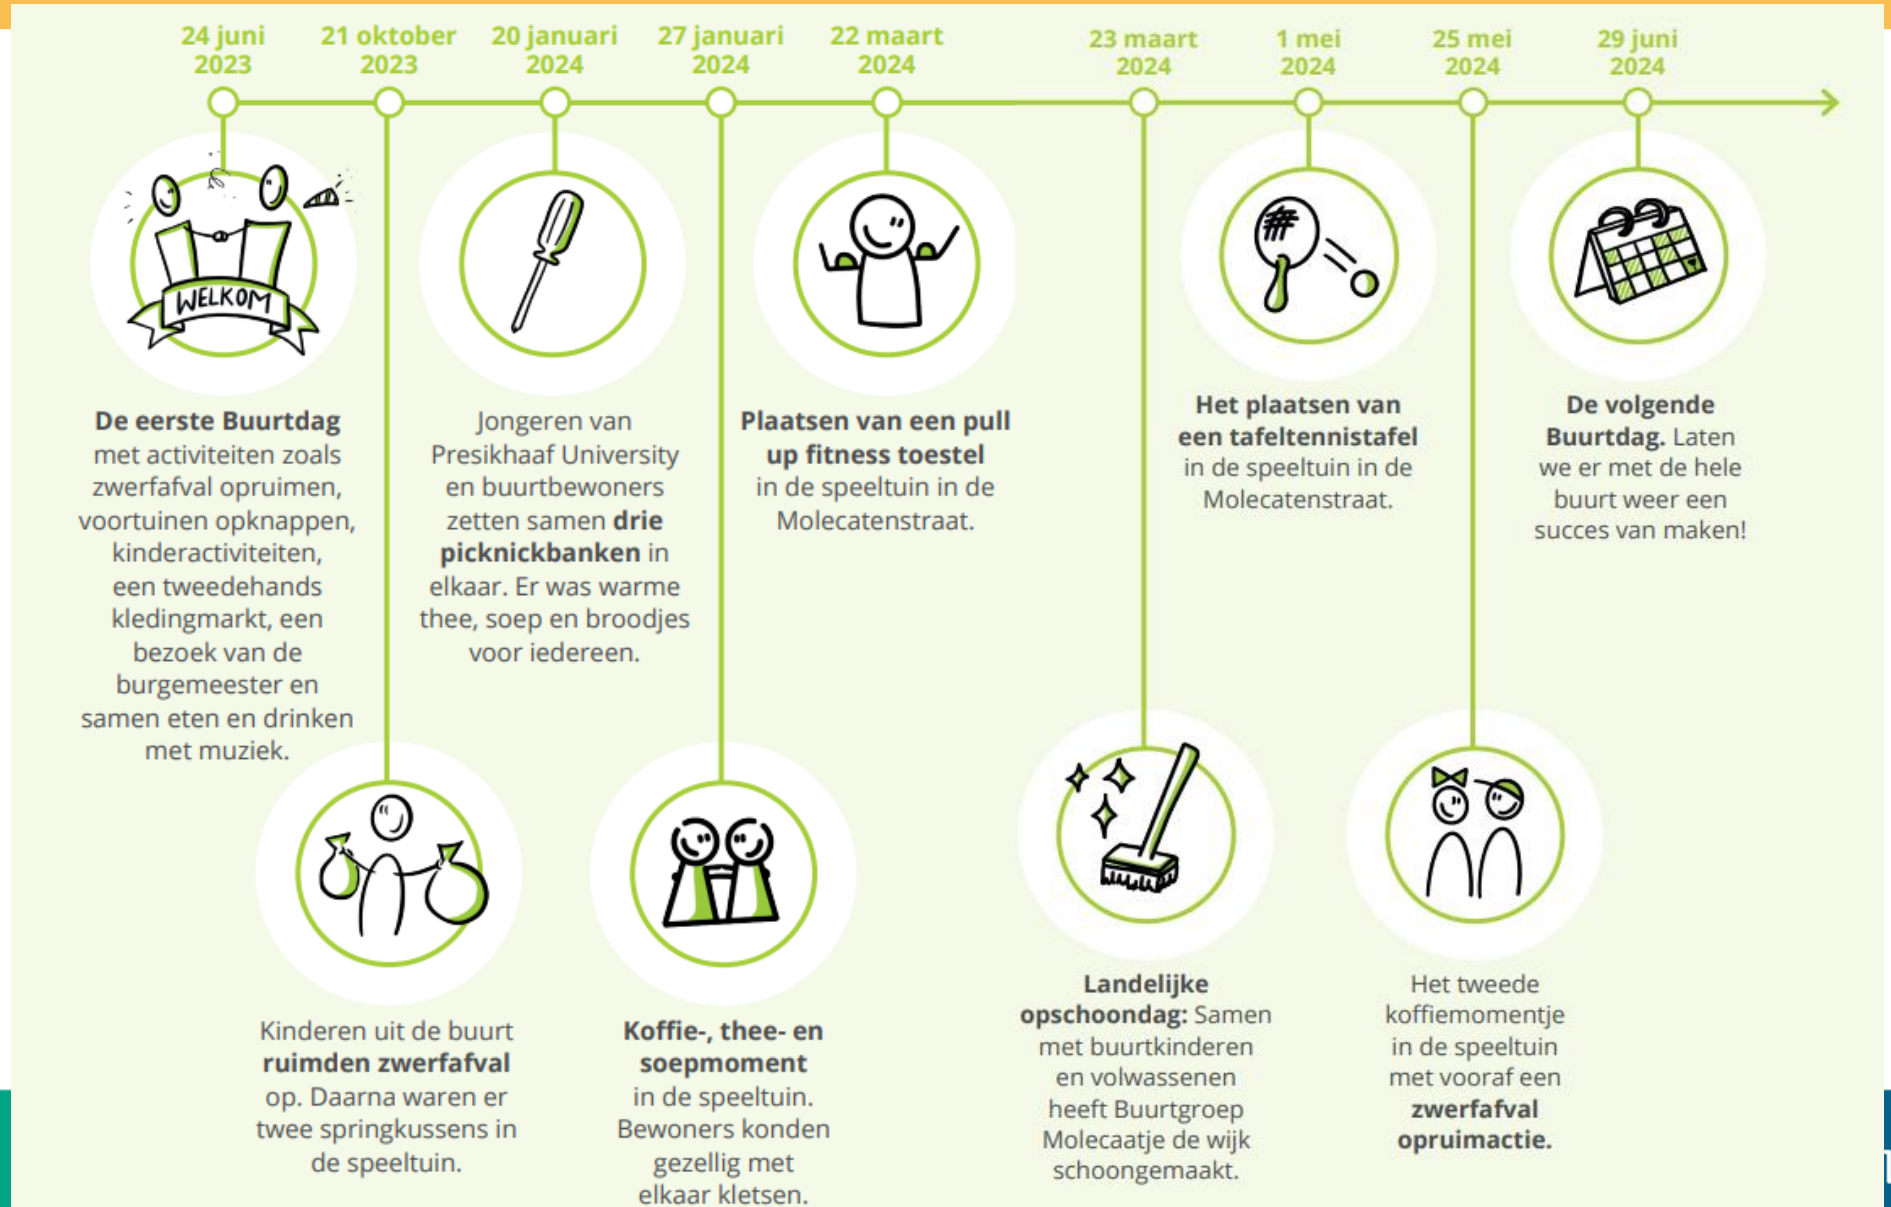 24 juni
2023
21 oktober
2023
20 januari
2024
27 januari
2024
22 maart
2024
23 maart
2024
1 mei
2024
25 mei
2024
29 juni
2024
WELKOM
De eerste Buurtdag
met activiteiten zoals
zwerfafval opruimen,
voortuinen opknappen,
kinderactiviteiten,
een tweedehands
kledingmarkt, een
bezoek van de
burgemeester en
samen eten en drinken
met muziek.
Kinderen uit de buurt
ruimden zwerfafval
op. Daarna waren er
twee springkussens in
de speeltuin.
Jongeren van
Presikhaaf University
en buurtbewoners
zetten samen drie
picknickbanken in
elkaar. Er was warme
thee, soep en broodjes
voor iedereen.
Koffie-, thee- en
soepmoment
in de speeltuin.
Bewoners konden
gezellig met
elkaar kletsen.
Plaatsen van een pull
up fitness toestel
in de speeltuin in de
Molecatenstraat.
Landelijke
opschoondag: Samen
met buurtkinderen
en volwassenen
heeft Buurtgroep
Molecaatje de wijk
schoongemaakt.
Het plaatsen van
een tafeltennistafel
in de speeltuin in de
Molecatenstraat.
Het tweede
koffiemomentje
in de speeltuin
met vooraf een
zwerfafval
opruimactie.
De volgende
Buurtdag. Laten
we er met de hele
buurt weer een
succes van maken!